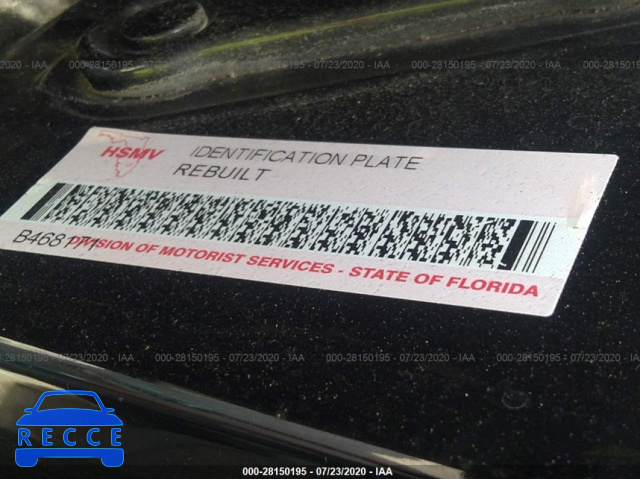 000-28150195 - 07/23/2020 - IAA
HSMV
IDENTIFICATION PLATE
REBUILT
DIVISION OF MOTORIST SERVICES - STATE OF FLORIDA
000-28150195 - 07/23/2020 - IAA
RECCE
000-28150195 - 07/23/2020 - IAA